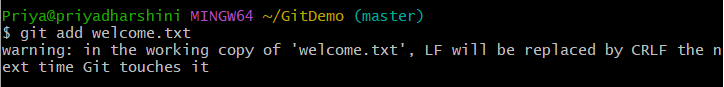 Priya@priyadharshini MINGW64 ~/GitDemo (master)
$ git add welcome.txt
warning: in the working copy of 'welcome.txt', LF will be replaced by CRLF the n
ext time Git touches it